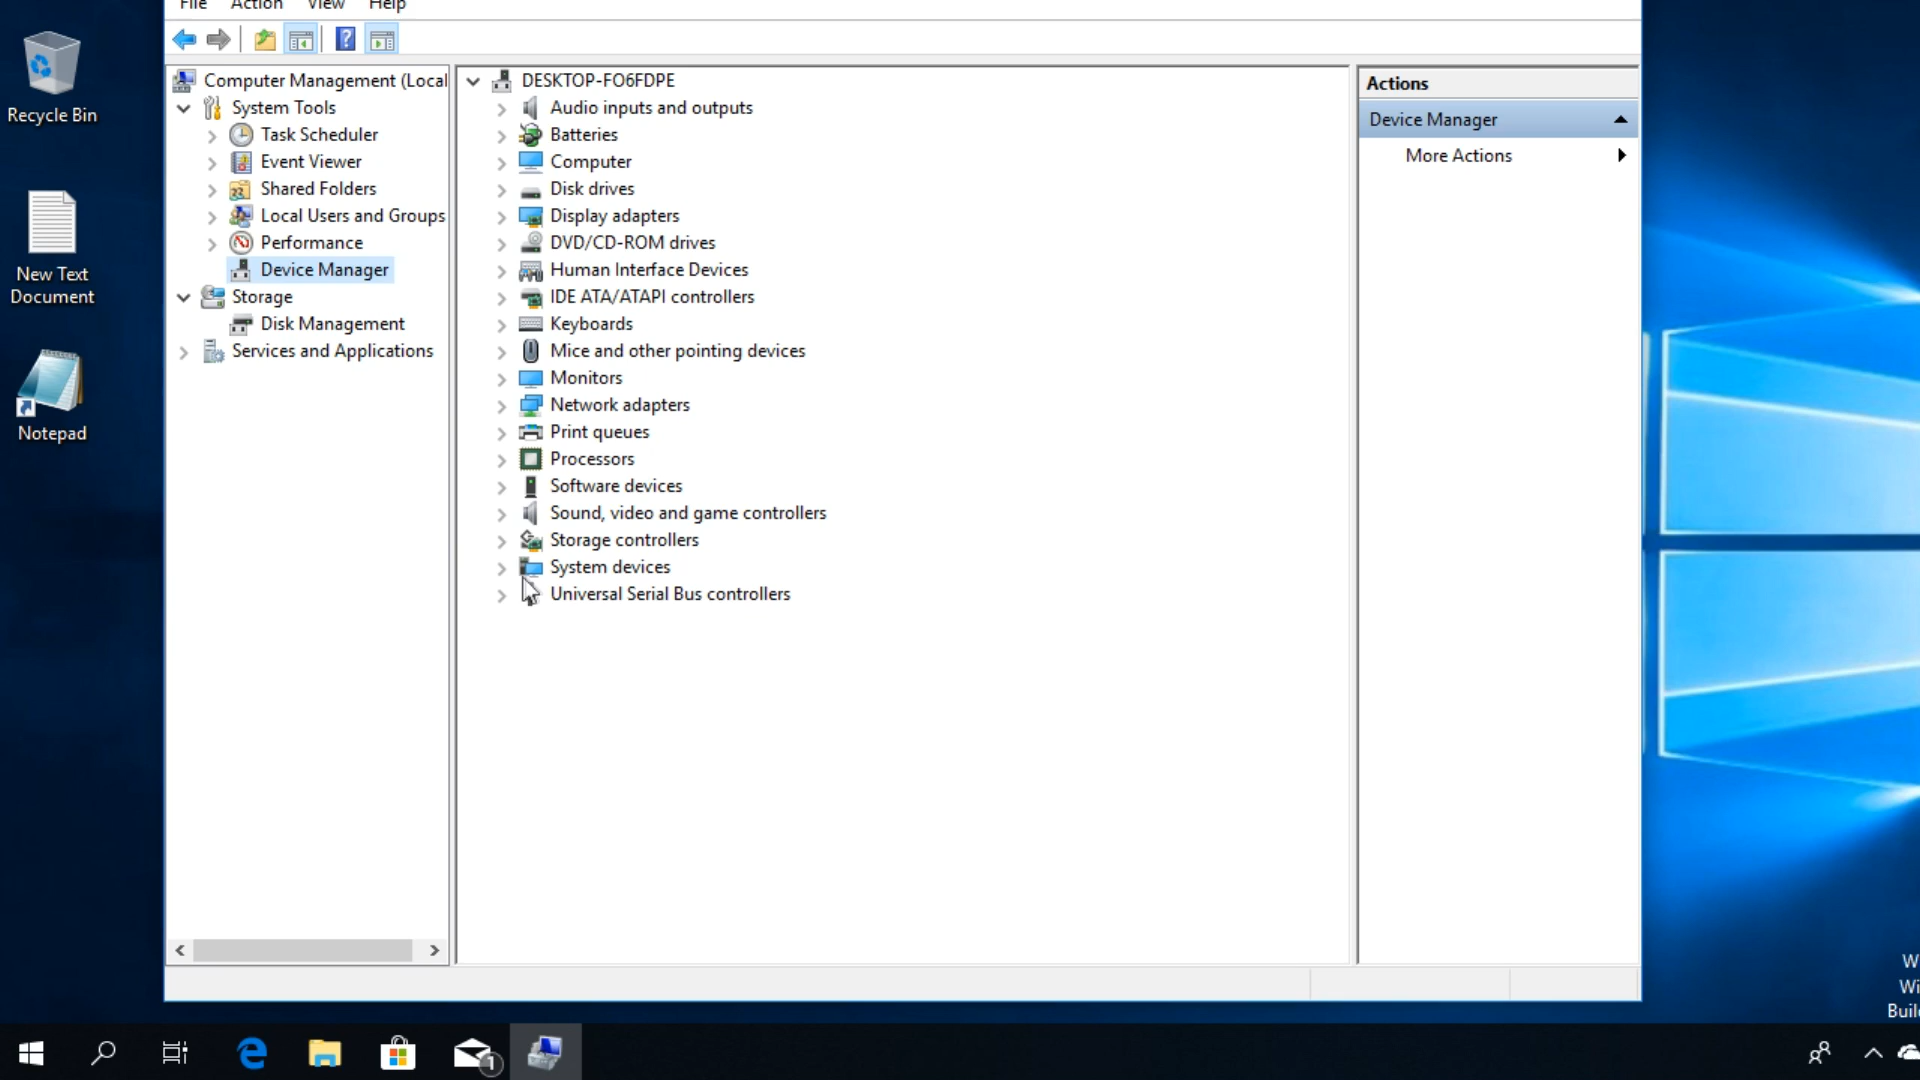 File Action View Help
Recycle Bin
New Text
Document
Notepad
Computer Management (Local
System Tools
Task Scheduler
Event Viewer
Shared Folders
Local Users and Groups
Performance
Device Manager
Storage
Disk Management
Services and Applications
DESKTOP-FO6FDPE
Audio inputs and outputs
Batteries
Computer
Disk drives
Display adapters
DVD/CD-ROM drives
Human Interface Devices
IDE ATA/ATAPI controllers
Keyboards
Mice and other pointing devices
Monitors
Network adapters
Print queues
Processors
Software devices
Sound, video and game controllers
Storage controllers
System devices
Universal Serial Bus controllers
Actions
Device Manager
More Actions
W
Wi
Buil
1